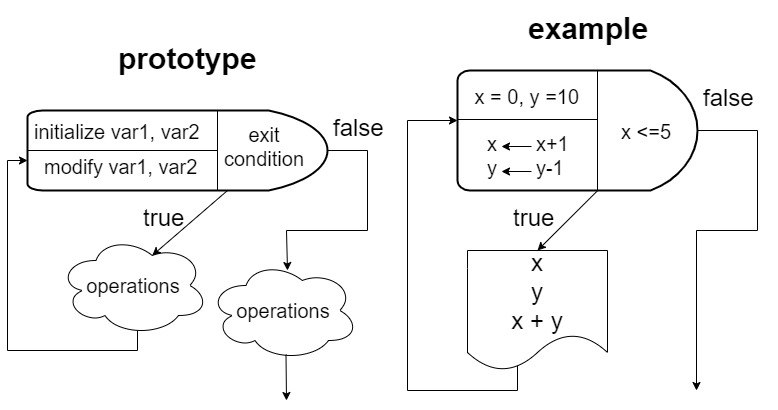 prototype
initialize var1, var2
modify var1, var2
exit
condition
false
true
operations
operations
example
x = 0, y =10
x ← x+1
y ← y-1
x <=5
false
true
x
y
x + y